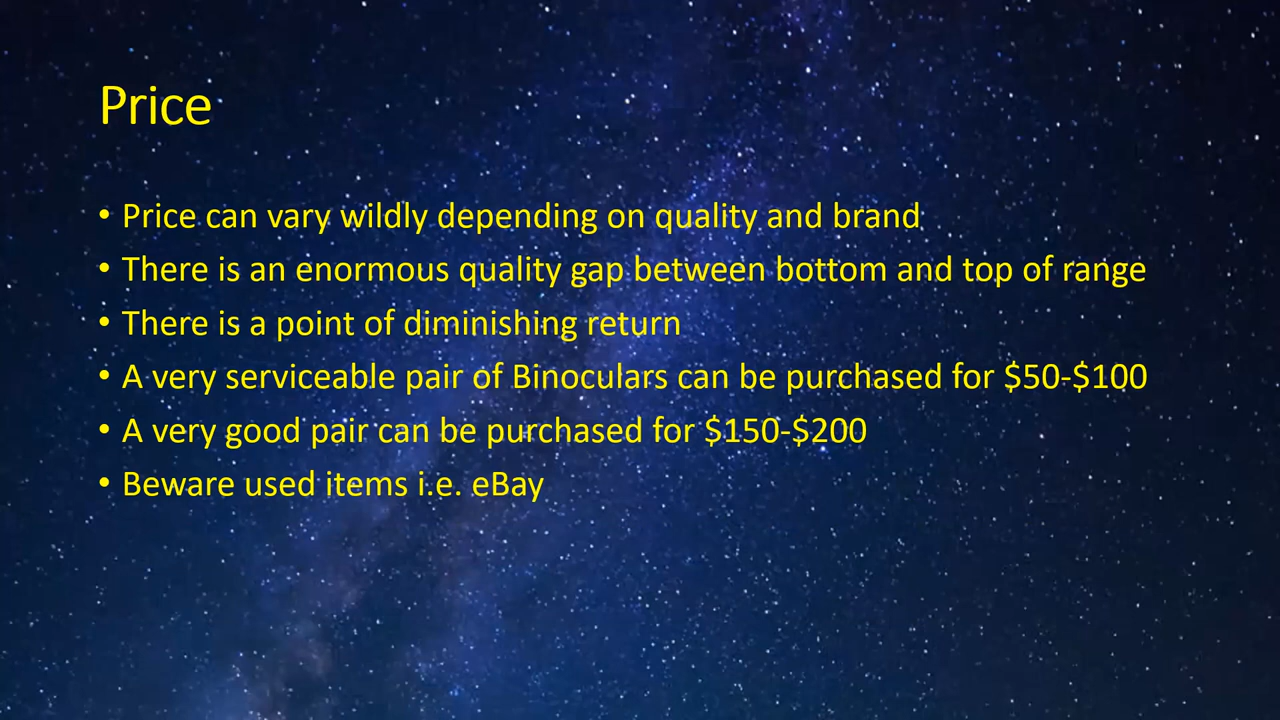 Price
• Price can vary wildly depending on quality and brand
• There is an enormous quality gap between bottom and top of range
• There is a point of diminishing return
• A very serviceable pair of Binoculars can be purchased for $50-$100
• A very good pair can be purchased for $150-$200
• Beware used items i.e. eBay